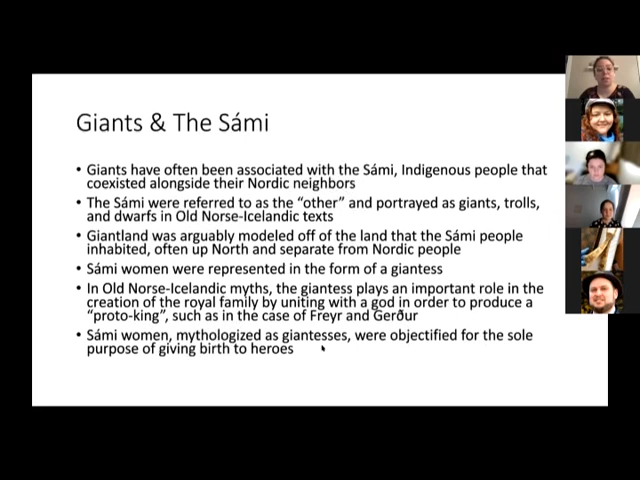 Giants & The Sámi
• Giants have often been associated with the Sámi, Indigenous people that
coexisted alongside their Nordic neighbors
• The Sámi were referred to as the “other” and portrayed as giants, trolls,
and dwarfs in Old Norse-Icelandic texts
• Giantland was arguably modeled off of the land that the Sámi people
inhabited, often up North and separate from Nordic people
• Sámi women were represented in the form of a giantess
• In Old Norse-Icelandic myths, the giantess plays an important role in the
creation of the royal family by uniting with a god in order to produce a
“proto-king”, such as in the case of Freyr and Gerður
• Sámi women, mythologized as giantesses, were objectified for the sole
purpose of giving birth to heroes